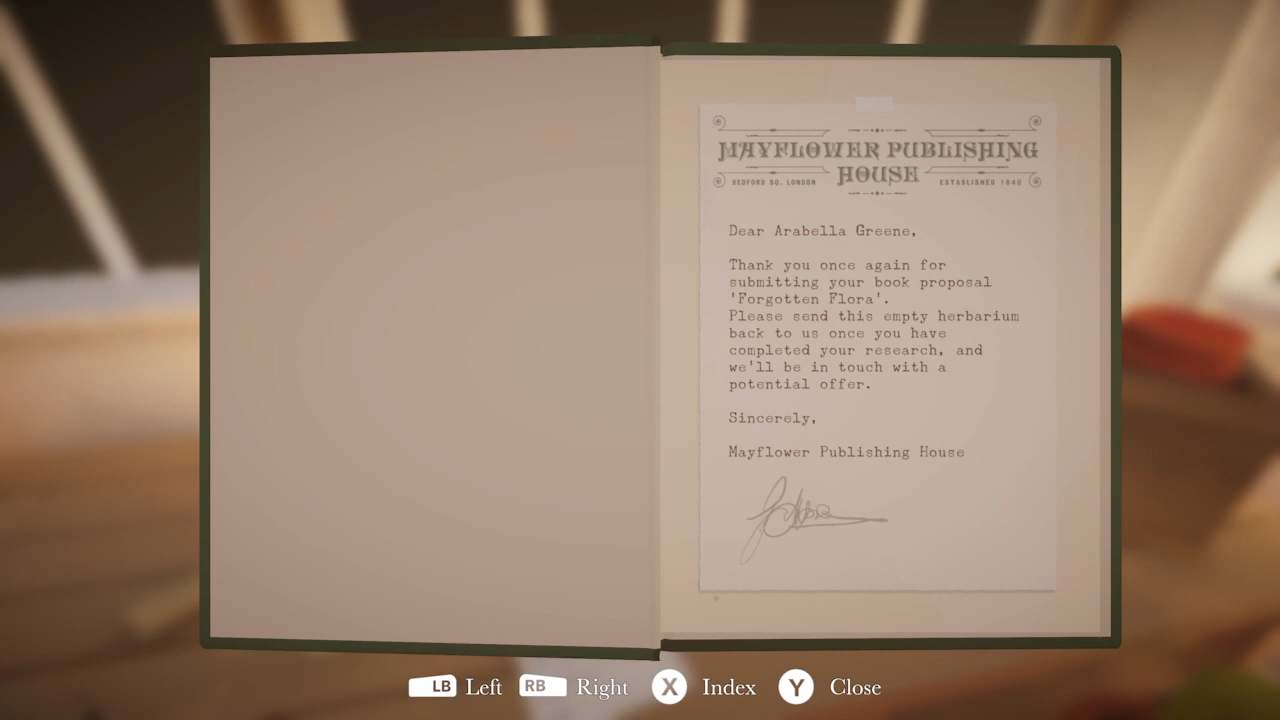 MAYFLOWER PUBLISHING
HOUSE
BEDFORD SQ. LONDON
ESTABLISHED 1840
Dear Arabella Greene,
Thank you once again for
submitting your book proposal
'Forgotten Flora'.
Please send this empty herbarium
back to us once you have
completed your research, and
we'll be in touch with a
potential offer.
Sincerely,
Mayflower Publishing House
LB Left RB Right X Index Y Close